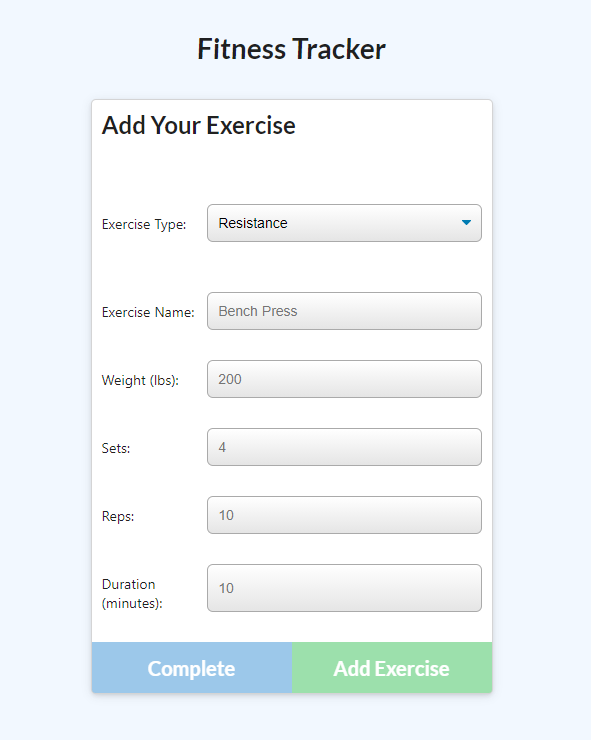 Fitness Tracker
Add Your Exercise
Exercise Type:
Resistance
Exercise Name:
Bench Press
Weight (lbs):
200
Sets:
4
Reps:
10
Duration
(minutes):
10
Complete
Add Exercise